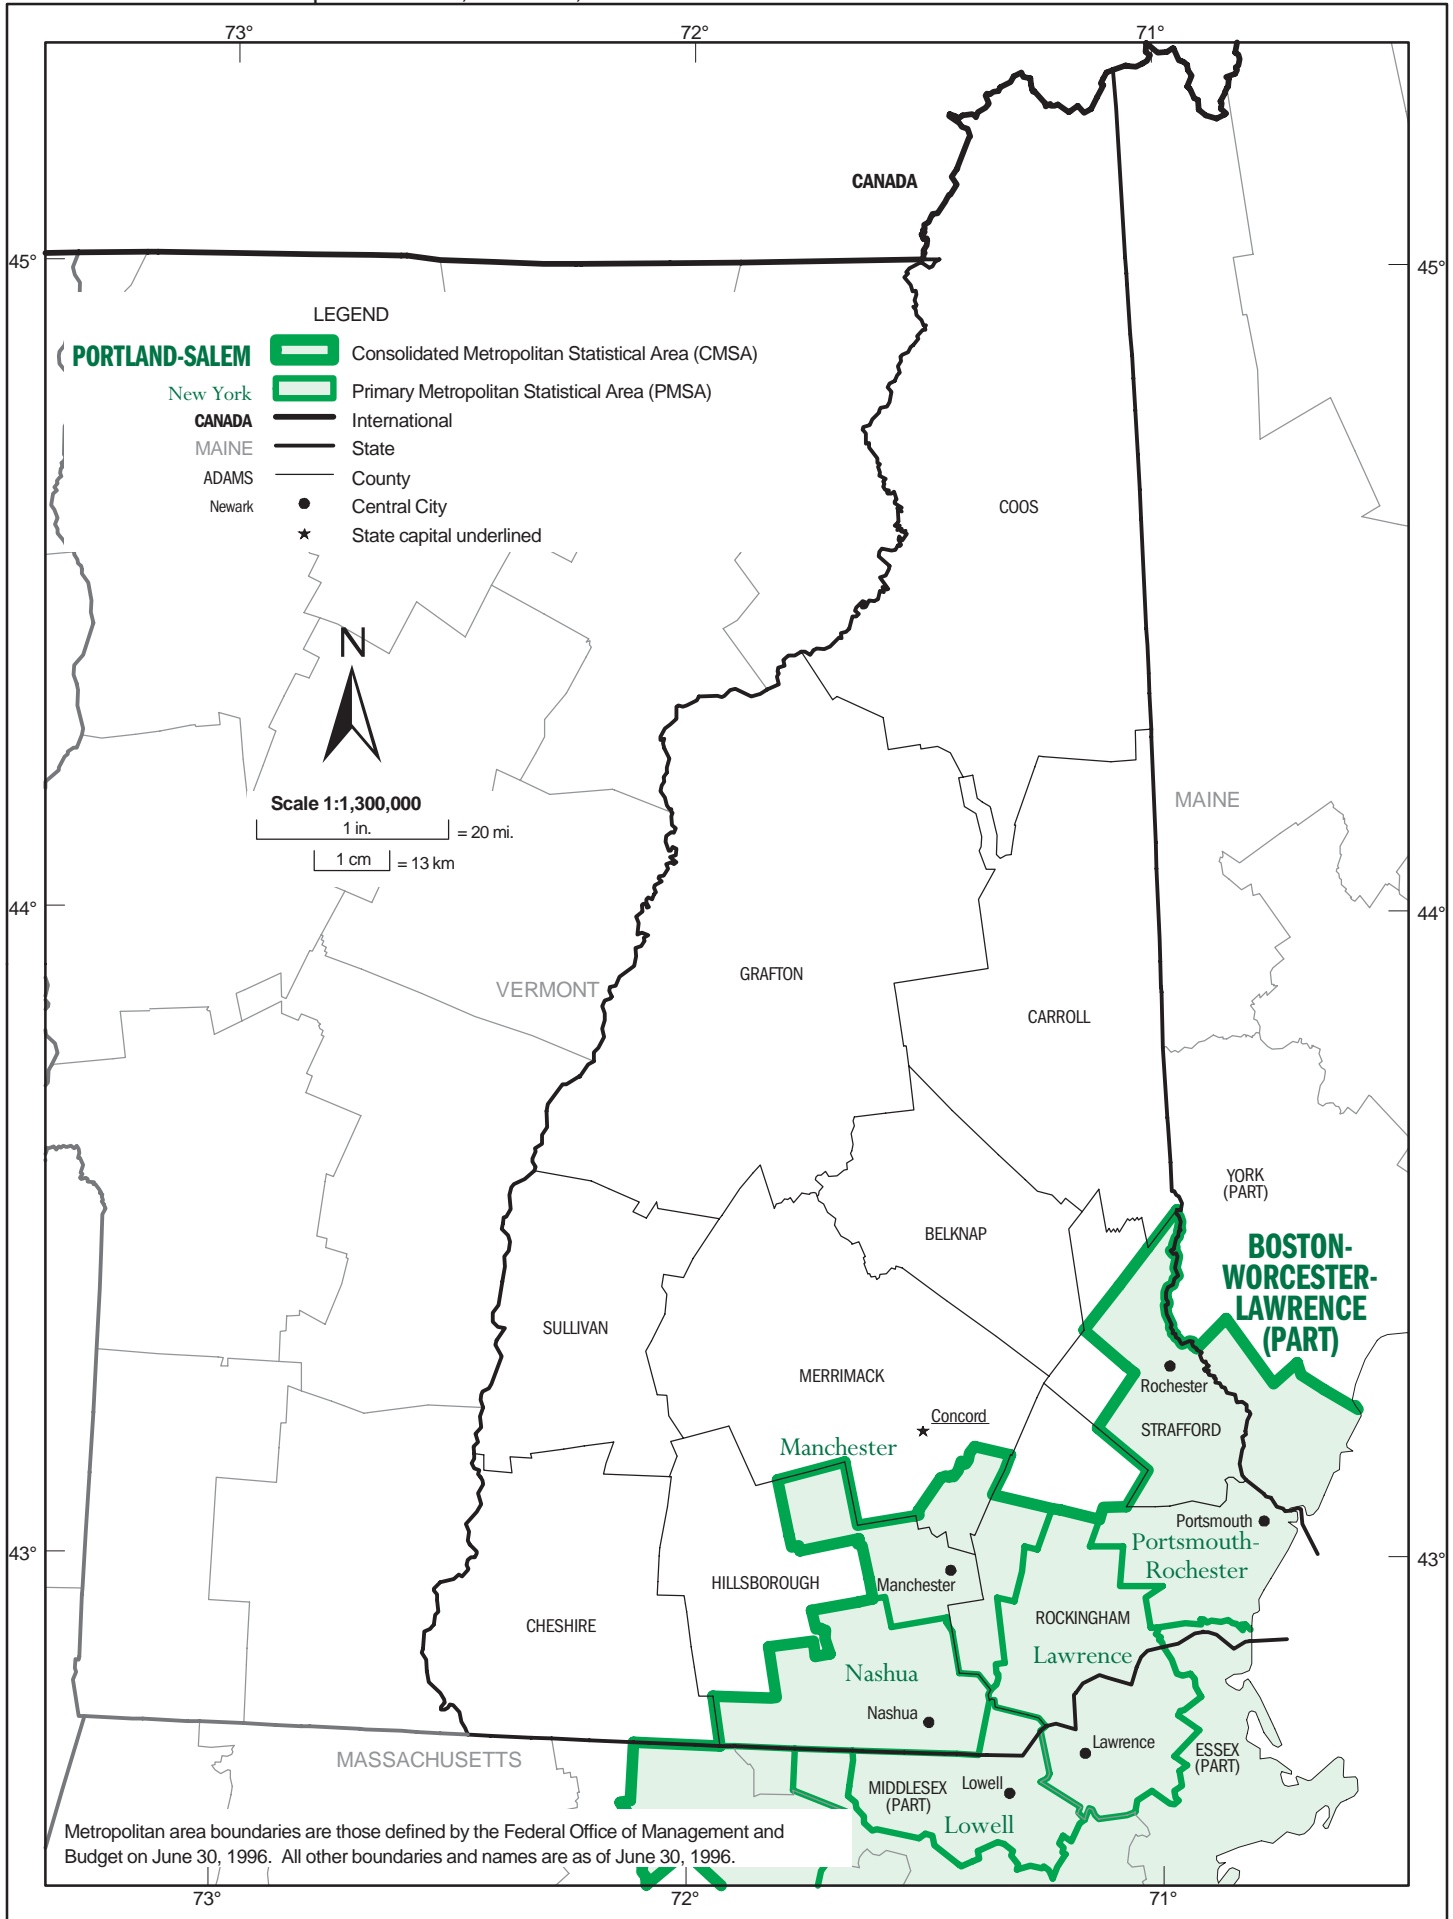 73°
72°
71°
CANADA
45°
45°
LEGEND
PORTLAND-SALEM
Consolidated Metropolitan Statistical Area (CMSA)
New York
Primary Metropolitan Statistical Area (PMSA)
CANADA
International
MAINE
State
ADAMS
County
Newark
Central City
State capital underlined
COOS
N
Scale 1:1,300,000
1 in.
= 20 mi.
1 cm
= 13 km
MAINE
44°
44°
VERMONT
GRAFTON
CARROLL
YORK
(PART)
BELKNAP
BOSTON-
WORCESTER-
LAWRENCE
(PART)
SULLIVAN
MERRIMACK
Rochester
Concord
STRAFFORD
Manchester
Portsmouth
Portsmouth-
Rochester
43°
43°
HILLSBOROUGH
Manchester
CHESHIRE
ROCKINGHAM
Lawrence
Nashua
Nashua
MASSACHUSETTS
Lawrence
ESSEX
(PART)
MIDDLESEX
(PART)
Lowell
Lowell
Metropolitan area boundaries are those defined by the Federal Office of Management and
Budget on June 30, 1996. All other boundaries and names are as of June 30, 1996.
73°
72°
71°